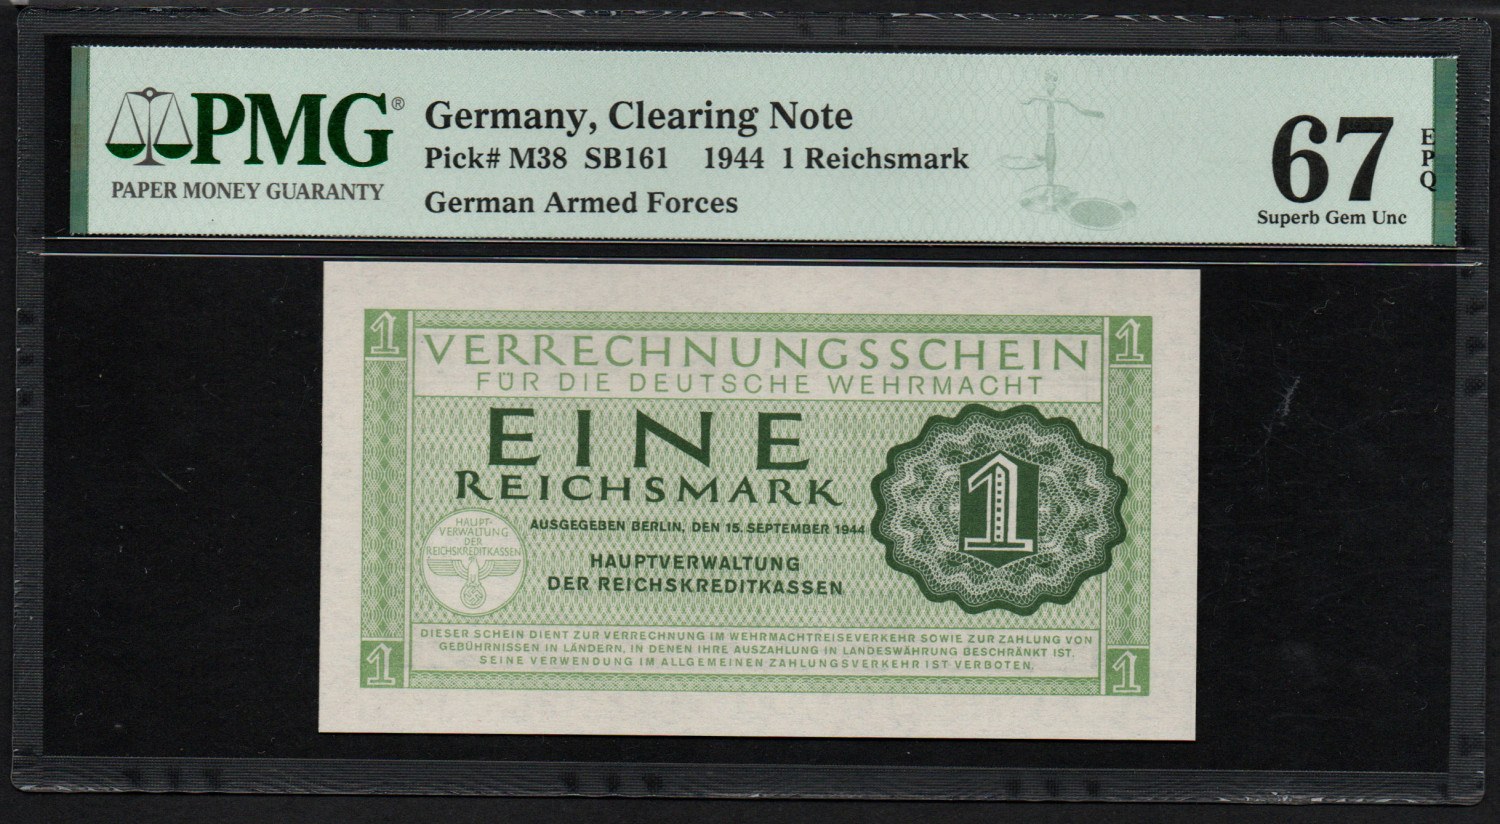 PMG®
PAPER MONEY GUARANTY
Germany, Clearing Note
Pick# M38 SB161 1944 1 Reichsmark
German Armed Forces
67
EPQ
Superb Gem Unc
1
1
VERRECHNUNGSSCHEIN
FÜR DIE DEUTSCHE WEHRMACHT
EINE
REICHSMARK
1
AUSGEGEBEN BERLIN, DEN 15. SEPTEMBER 1944
HAUPTVERWALTUNG
DER REICHSKREDITKASSEN
HAUPT-
VERWALTUNG
DER
REICHSKREDITKASSEN
DIESER SCHEIN DIENT ZUR VERRECHNUNG IM WEHRMACHTREISEVERKEHR SOWIE ZUR ZAHLUNG VON
GEBÜHRNISSEN IN LÄNDERN, IN DENEN IHRE AUSZAHLUNG IN LANDESWÄHRUNG BESCHRÄNKT IST.
SEINE VERWENDUNG IM ALLGEMEINEN ZAHLUNGSVERKEHR IST VERBOTEN.
1
1